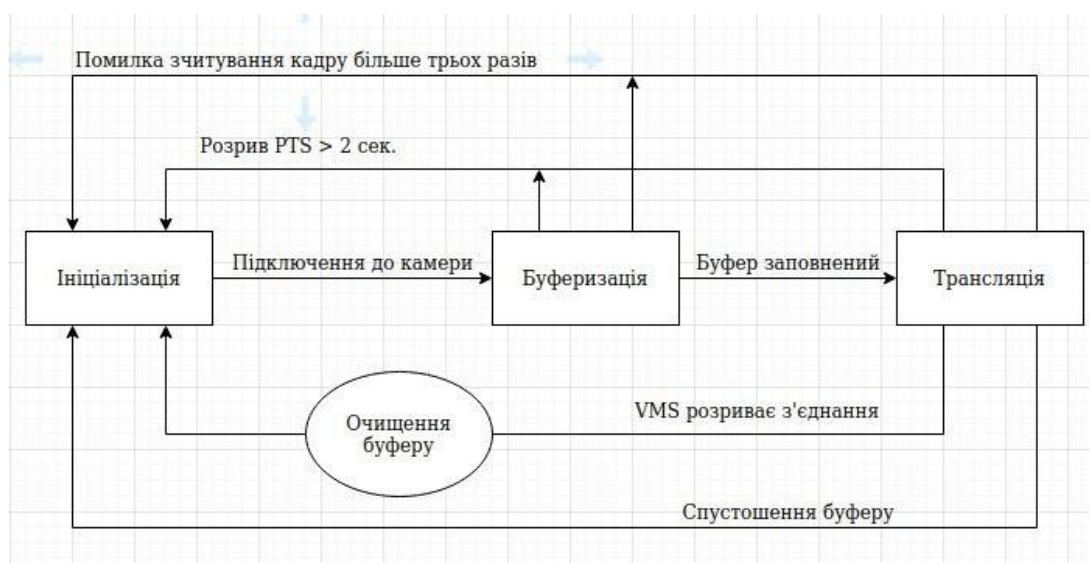 Помилка зчитування кадру більше трьох разів
Розрив PTS > 2 сек.
Ініціалізація
Підключення до камери
Буферизація
Буфер заповнений
Трансляція
Очищення
буферу
VMS розриває з'єднання
Спустошення буферу